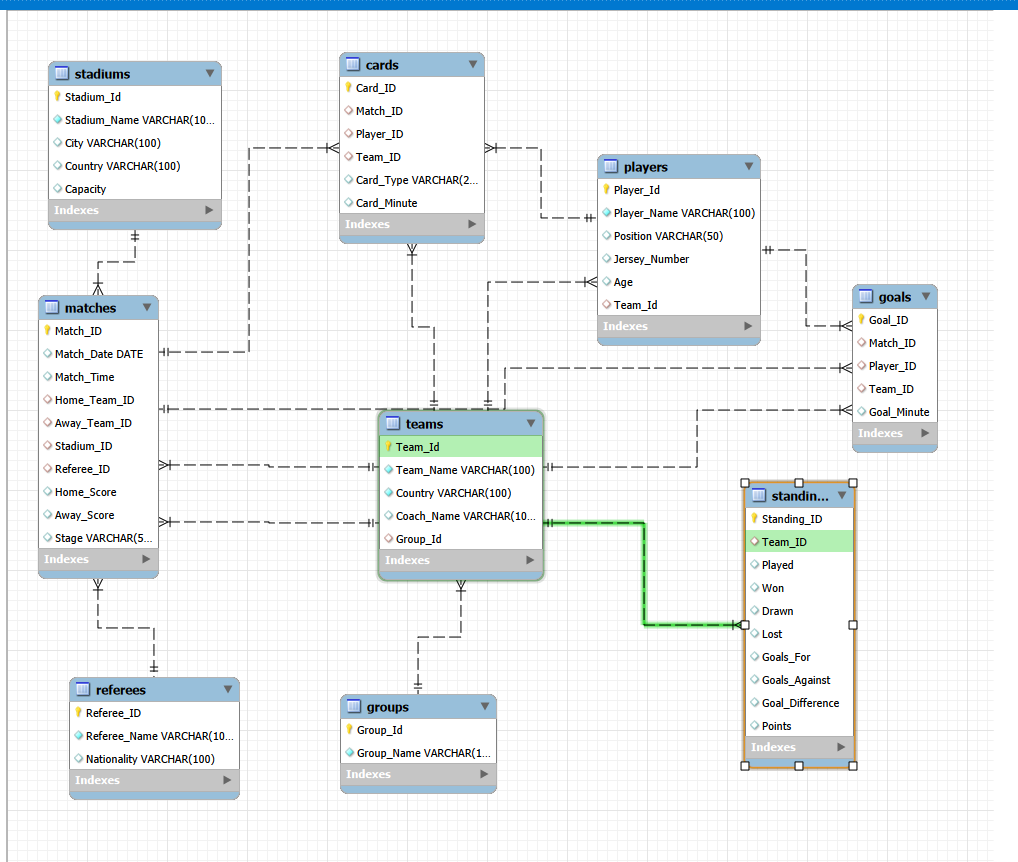 stadiums
Stadium_Id
Stadium_Name VARCHAR(10...
City VARCHAR(100)
Country VARCHAR(100)
Capacity
Indexes
cards
Card_ID
Match_ID
Player_ID
Team_ID
Card_Type VARCHAR(2...
Card_Minute
Indexes
players
Player_Id
Player_Name VARCHAR(100)
Position VARCHAR(50)
Jersey_Number
Age
Team_Id
Indexes
goals
Goal_ID
Match_ID
Player_ID
Team_ID
Goal_Minute
Indexes
matches
Match_ID
Match_Date DATE
Match_Time
Home_Team_ID
Away_Team_ID
Stadium_ID
Referee_ID
Home_Score
Away_Score
Stage VARCHAR(5...
Indexes
teams
Team_Id
Team_Name VARCHAR(100)
Country VARCHAR(100)
Coach_Name VARCHAR(10...
Group_Id
Indexes
standin...
Standing_ID
Team_ID
Played
Won
Drawn
Lost
Goals_For
Goals_Against
Goal_Difference
Points
Indexes
referees
Referee_ID
Referee_Name VARCHAR(10...
Nationality VARCHAR(100)
Indexes
groups
Group_Id
Group_Name VARCHAR(1...
Indexes